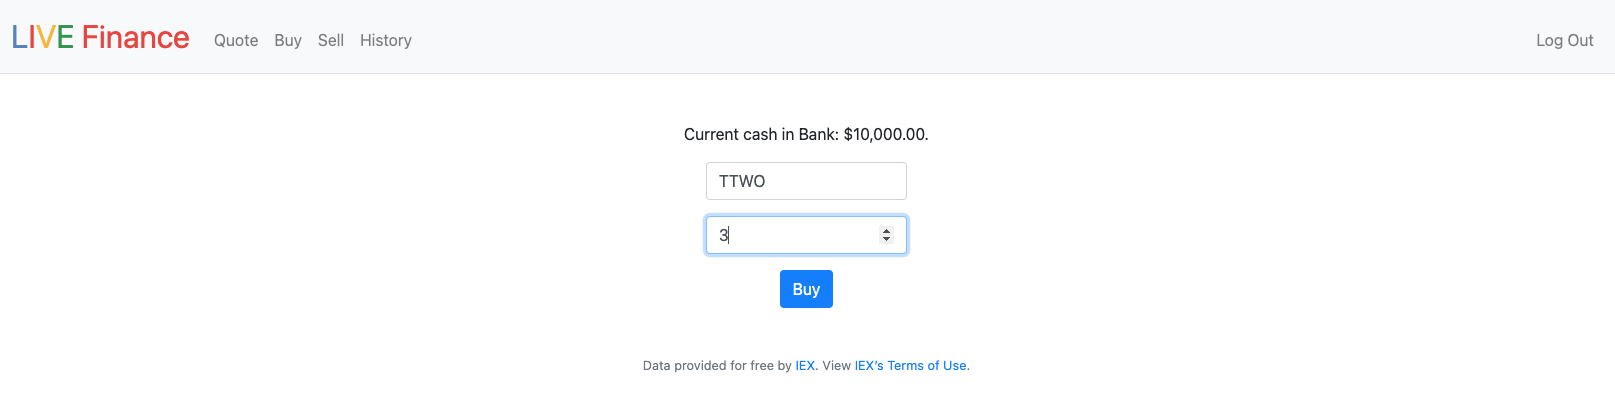 LIVE Finance Quote Buy Sell History Log Out
Current cash in Bank: $10,000.00.
TTWO
3
Buy
Data provided for free by IEX. View IEX's Terms of Use.